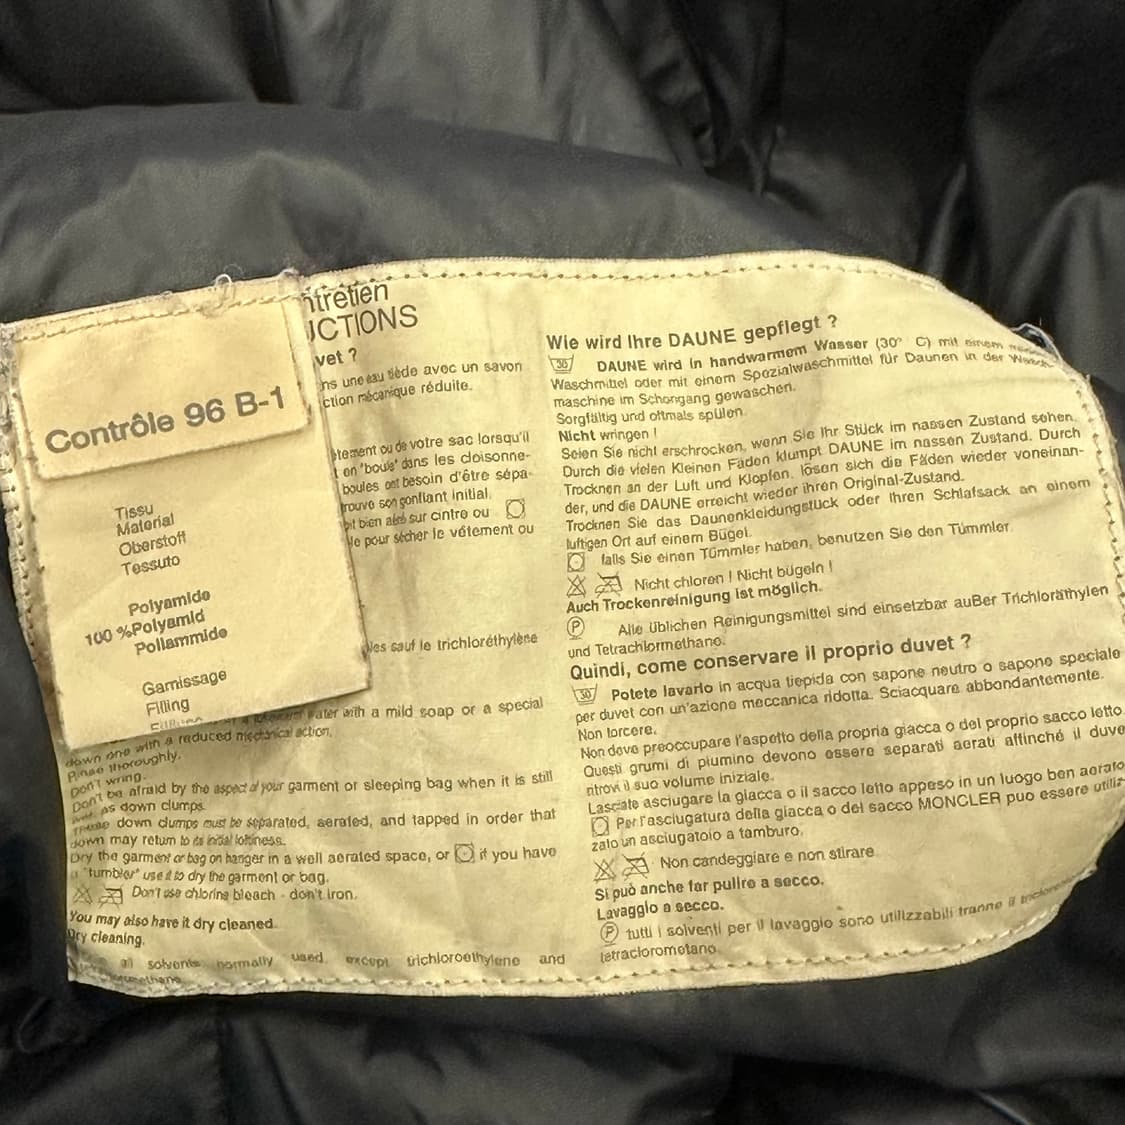 Contrôle 96 B-1
Tissu
Material
Oberstoff
Tessuto
Polyamide
100 %Polyamid
Poliammide
Garnissage
Filling
ntretien
UCTIONS
vet ?
ns une eau tiède avec un savon
ction mécanique réduite.
tement ou de votre sac lorsqu'il
t en "boule" dans les cloisonne-
boules ont besoin d'être sépa-
trouve son gonflant initial.
oit bien aéré sur cintre ou
le pour sécher le vêtement ou
les sauf le trichloréthylène
water with a mild soap or a special
down one with a reduced mechanical action,
Rinse thoroughly.
Don't wring.
Don't be afraid by the aspect of your garment or sleeping bag when it is still
wet, as down clumps.
These down clumps must be separated, aerated, and tapped in order that
down may return to its initial loftiness.
Dry the garment or bag on hanger in a well aerated space, or if you have
a "tumbler" use it to dry the garment or bag.
Don't use chloring bleach - don't iron.
You may also have it dry cleaned.
Dry cleaning.
all solvents normally used except trichloroethylene and
Wie wird Ihre DAUNE gepflegt ?
30 DAUNE wird in handwarmem Wasser (30° C) mit einem
Waschmittel oder mit einem Spezialwaschmittel für Daunen in der Wasch-
maschine im Schongang gewaschen.
Sorgfältig und oftmals spülen.
Nicht wringen !
Seien Sie nicht erschrocken, wenn Sie Ihr Stück im nassen Zustand sehen.
Durch die vielen Kleinen Fäden klumpt DAUNE im nassen Zustand. Durch
Trocknen an der Luft und Klopfen, lösen sich die Fäden wieder voneinan-
der, und die DAUNE erreicht wieder ihren Original-Zustand.
Trocknen Sie das Daunenkleidungstück oder Ihren Schlafsack an einem
luftigen Ort auf einem Bügel.
falls Sie einen Tümmler haben, benutzen Sie den Tümmler
Nicht chloren ! Nicht bügeln !
Auch Trockenreinigung ist möglich.
P Alle üblichen Reinigungsmittel sind einsetzbar auBer Trichloräthylen
und Tetrachlormethane.
Quindi, come conservare il proprio duvet ?
30 Potete lavarlo in acqua tiepida con sapone neutro o sapone speciale
per duvet con un'azione meccanica ridotta. Sciacquare abbondantemente.
Non torcere.
Non deve preoccupare l'aspetto della propria giacca o del proprio sacco letto
Questi grumi di piumino devono essere separati aerati affinché il duve
ritrovi il suo volume iniziale.
Lasciate asciugare la giacca o il sacco letto appeso in un luogo ben aerato
Per l'asciugatura della giacca o del sacco MONCLER puo essere utiliz-
zato un asciugatoio a tamburo.
Non candeggiare e non stirare
Si può anche far pulire a secco.
Lavaggio a secco.
P tutti i solventi per il lavaggio sono utilizzabili tranne il
tetraclorometano.